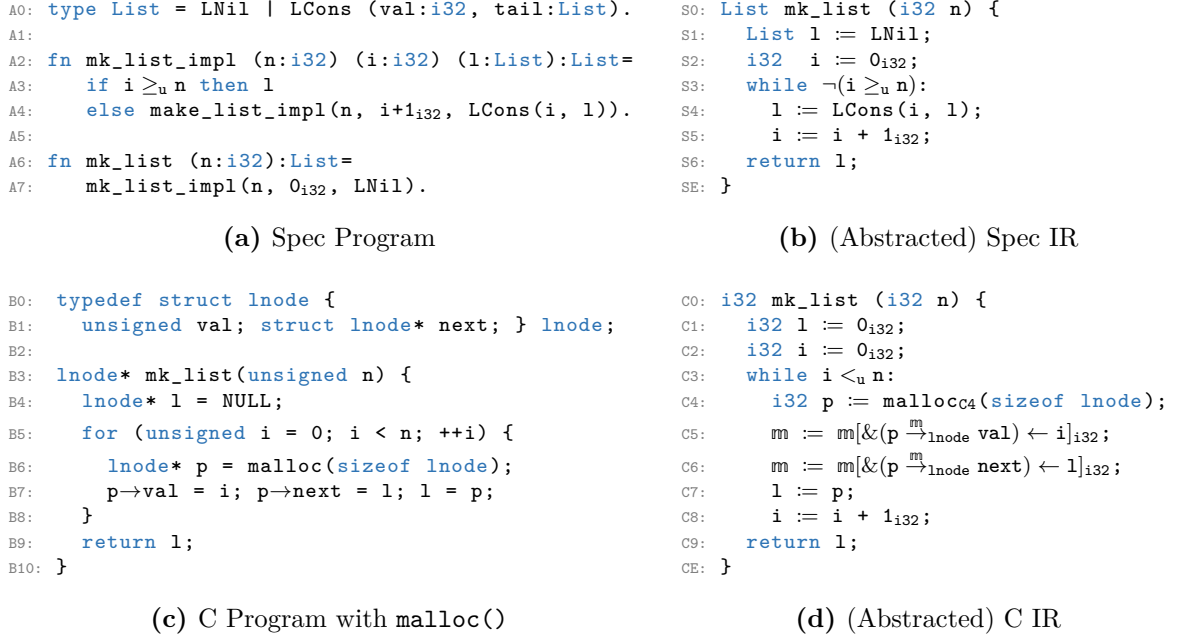 A0: type List = LNil | LCons (val:i32, tail:List).
A1:
A2: fn mk_list_impl (n:i32) (i:i32) (l:List):List=
A3: if i ≥ᵤ n then l
A4: else make_list_impl(n, i+1ᵢ₃₂, LCons(i, l)).
A5:
A6: fn mk_list (n:i32):List=
A7: mk_list_impl(n, 0ᵢ₃₂, LNil).
(a) Spec Program
S0: List mk_list (i32 n) {
S1: List l ≔ LNil;
S2: i32 i ≔ 0ᵢ₃₂;
S3: while ¬(i ≥ᵤ n):
S4: l ≔ LCons(i, l);
S5: i ≔ i + 1ᵢ₃₂;
S6: return l;
SE: }
(b) (Abstracted) Spec IR
B0: typedef struct lnode {
B1: unsigned val; struct lnode* next; } lnode;
B2:
B3: lnode* mk_list(unsigned n) {
B4: lnode* l = NULL;
B5: for (unsigned i = 0; i < n; ++i) {
B6: lnode* p = malloc(sizeof lnode);
B7: p→val = i; p→next = l; l = p;
B8: }
B9: return l;
B10: }
(c) C Program with malloc()
C0: i32 mk_list (i32 n) {
C1: i32 l ≔ 0ᵢ₃₂;
C2: i32 i ≔ 0ᵢ₃₂;
C3: while i <ᵤ n:
C4: i32 p ≔ malloc_C4(sizeof lnode);
C5: 𝕞 ≔ 𝕞[&(p →^𝕞_lnode val) ← i]ᵢ₃₂;
C6: 𝕞 ≔ 𝕞[&(p →^𝕞_lnode next) ← l]ᵢ₃₂;
C7: l ≔ p;
C8: i ≔ i + 1ᵢ₃₂;
C9: return l;
CE: }
(d) (Abstracted) C IR